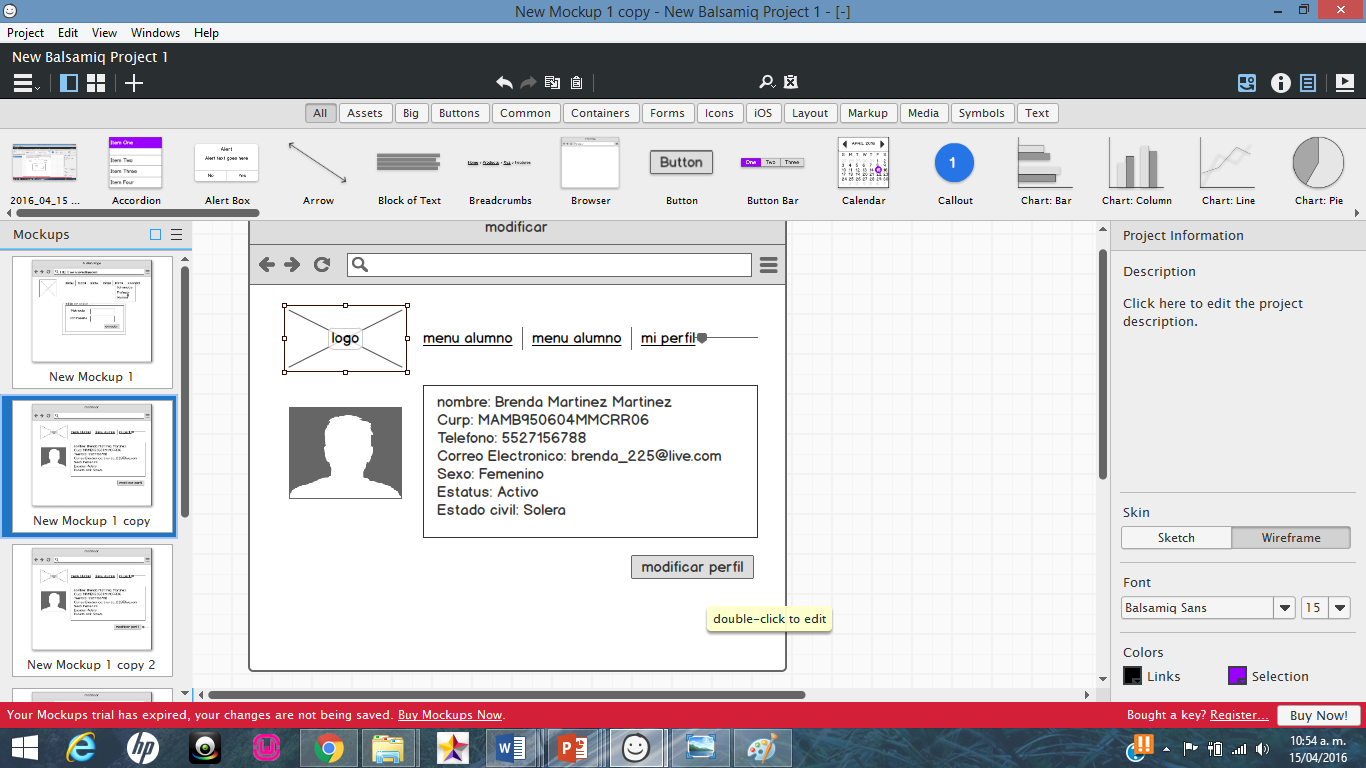 New Mockup 1 copy - New Balsamiq Project 1 - [-]
Project Edit View Windows Help
New Balsamiq Project 1
All Assets Big Buttons Common Containers Forms Icons iOS Layout Markup Media Symbols Text
Item One
Item Two
Item Three
Item Four
Alert
Alert text goes here
No Yes
Button
One Two Three
APRIL 2016
1
2016_04_15 ... Accordion Alert Box Arrow Block of Text Breadcrumbs Browser Button Button Bar Calendar Callout Chart: Bar Chart: Column Chart: Line Chart: Pie
Mockups
New Mockup 1
New Mockup 1 copy
New Mockup 1 copy 2
modificar
logo
menu alumno menu alumno mi perfil
nombre: Brenda Martinez Martinez
Curp: MAMB950604MMCRR06
Telefono: 5527156788
Correo Electronico: brenda_225@live.com
Sexo: Femenino
Estatus: Activo
Estado civil: Solera
modificar perfil
double-click to edit
Project Information
Description
Click here to edit the project
description.
Skin
Sketch Wireframe
Font
Balsamiq Sans 15
Colors
Links Selection
Your Mockups trial has expired, your changes are not being saved. Buy Mockups Now.
Bought a key? Register... Buy Now!
10:54 a. m.
15/04/2016